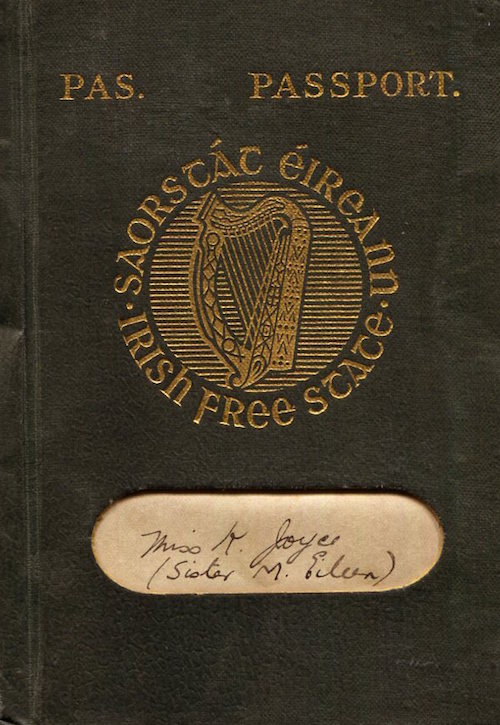 PAS. PASSPORT.
SAORSTÁT ÉIREANN
IRISH FREE STATE
Miss K. Joyce
(Sister M. Eileen)